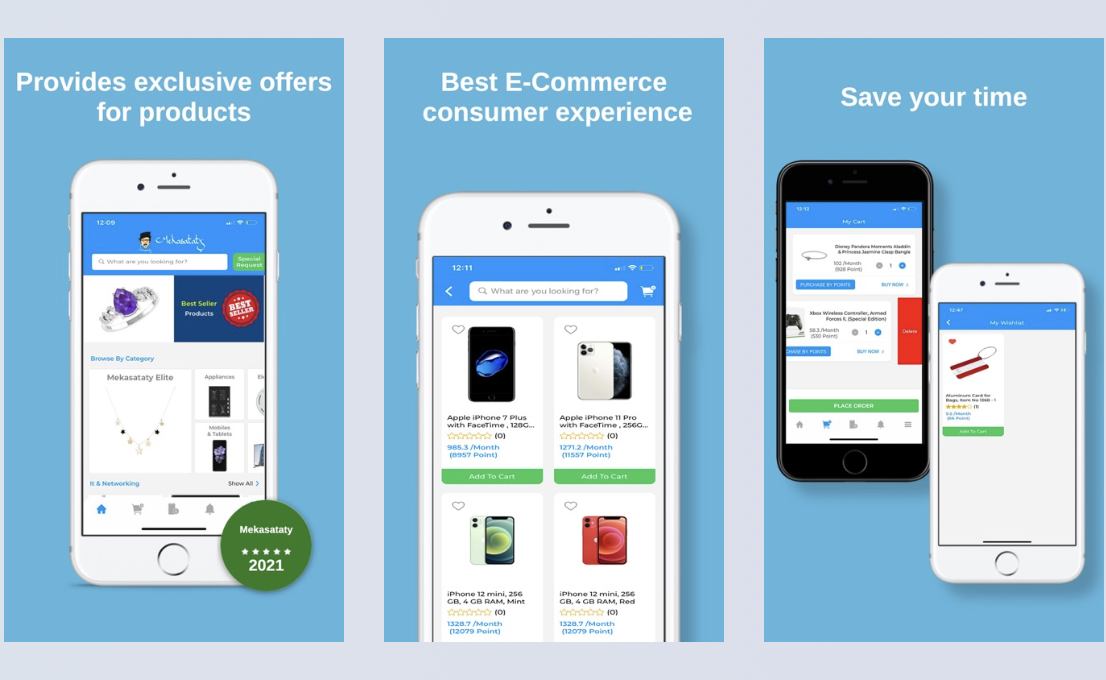 Provides exclusive offers
for products
12:09
Mekasataty
What are you looking for?
Special
Request
Best Seller
Products
BEST
SELLER
Browse By Category
Mekasataty Elite
Appliances
Mobiles
& Tablets
It & Networking
Show All
Mekasataty
2021
Best E-Commerce
consumer experience
12:11
What are you looking for?
Apple iPhone 7 Plus
with FaceTime , 128G...
(0)
985.3 /Month
(8957 Point)
Add To Cart
Apple iPhone 11 Pro
with FaceTime , 256G...
(0)
1271.2 /Month
(11557 Point)
Add To Cart
iPhone 12 mini, 256
GB, 4 GB RAM, Mint
(0)
1328.7 /Month
(12079 Point)
iPhone 12 mini, 256
GB, 4 GB RAM, Red
(0)
1328.7 /Month
(12079 Point)
Save your time
12:12
My Cart
Disney Pandora Moments Aladdin
& Princess Jasmine Clasp Bangle
102 /Month
(928 Point)
1
PURCHASE BY POINTS
BUY NOW
Xbox Wireless Controller, Armed
Forces II, (Special Edition)
58.3 /Month
(530 Point)
1
CHASE BY POINTS
BUY NOW
Delete
PLACE ORDER
12:47
My Wishlist
Aluminum Card for
Bags, Item No 1068 - 1
(1)
9.5 /Month
(86 Point)
Add To Cart